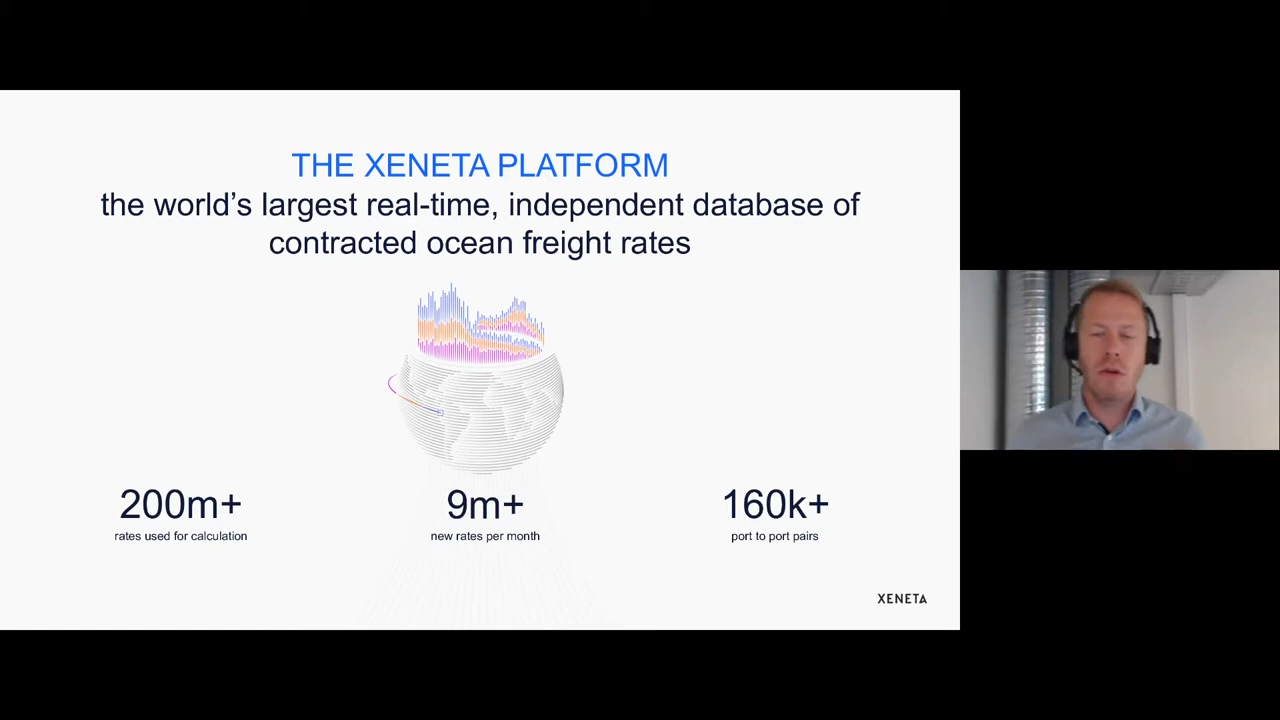 THE XENETA PLATFORM
the world's largest real-time, independent database of
contracted ocean freight rates
200m+
9m+
160k+
rates used for calculation
new rates per month
port to port pairs
XENETA